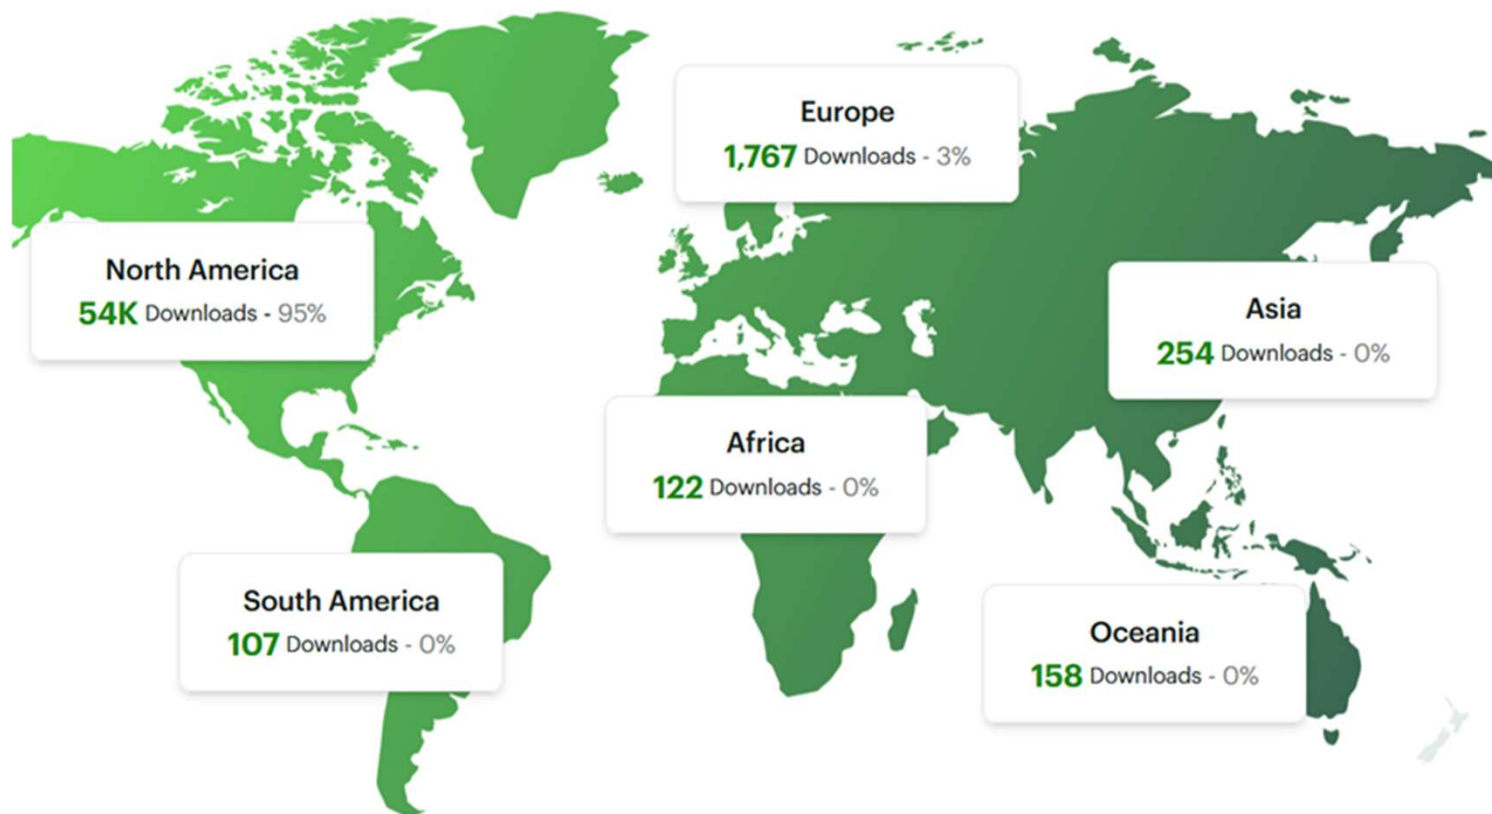 Europe
1,767 Downloads - 3%
North America
54K Downloads - 95%
Asia
254 Downloads - 0%
Africa
122 Downloads - 0%
South America
107 Downloads - 0%
Oceania
158 Downloads - 0%